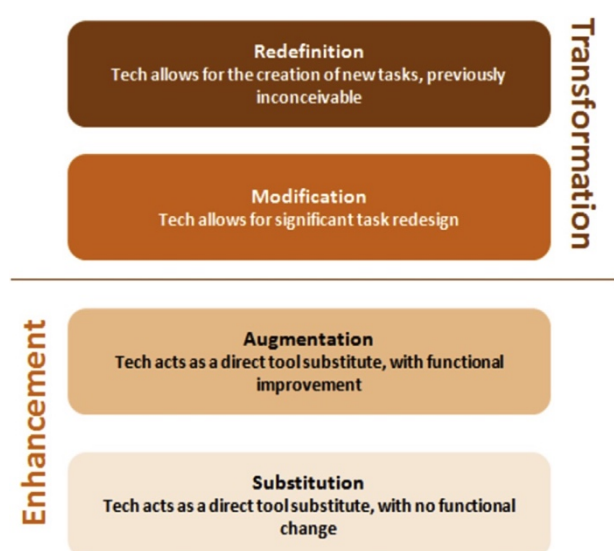 Redefinition
Tech allows for the creation of new tasks, previously
inconceivable
Transformation
Modification
Tech allows for significant task redesign
Enhancement
Augmentation
Tech acts as a direct tool substitute, with functional
improvement
Substitution
Tech acts as a direct tool substitute, with no functional
change